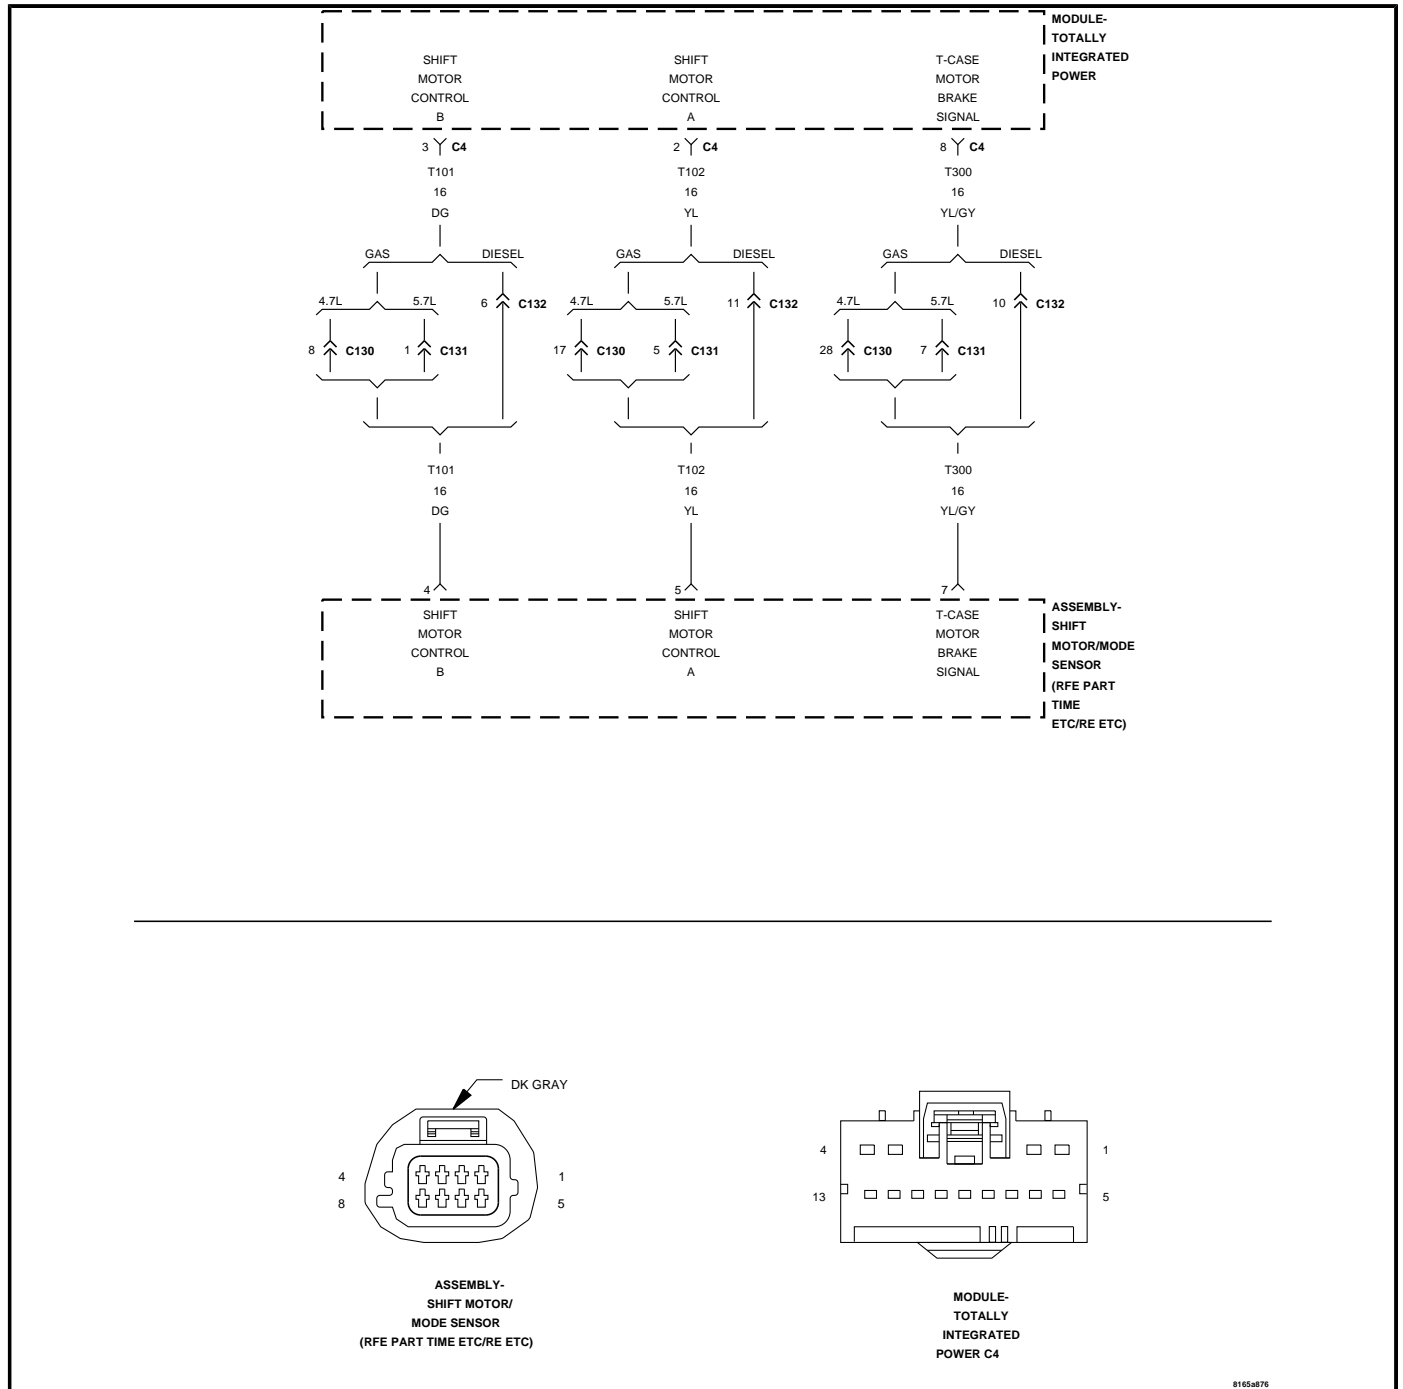 MODULE-
TOTALLY
INTEGRATED
POWER
SHIFT
MOTOR
CONTROL
B
SHIFT
MOTOR
CONTROL
A
T-CASE
MOTOR
BRAKE
SIGNAL
3 C4
2 C4
8 C4
T101
16
DG
T102
16
YL
T300
16
YL/GY
GAS DIESEL
GAS DIESEL
GAS DIESEL
4.7L 5.7L 6 C132
4.7L 5.7L 11 C132
4.7L 5.7L 10 C132
8 C130 1 C131
17 C130 5 C131
28 C130 7 C131
T101
16
DG
T102
16
YL
T300
16
YL/GY
4
5
7
SHIFT
MOTOR
CONTROL
B
SHIFT
MOTOR
CONTROL
A
T-CASE
MOTOR
BRAKE
SIGNAL
ASSEMBLY-
SHIFT
MOTOR/MODE
SENSOR
(RFE PART
TIME
ETC/RE ETC)
DK GRAY
4 1
8 5
ASSEMBLY-
SHIFT MOTOR/
MODE SENSOR
(RFE PART TIME ETC/RE ETC)
4 1
13 5
MODULE-
TOTALLY
INTEGRATED
POWER C4
8165a876